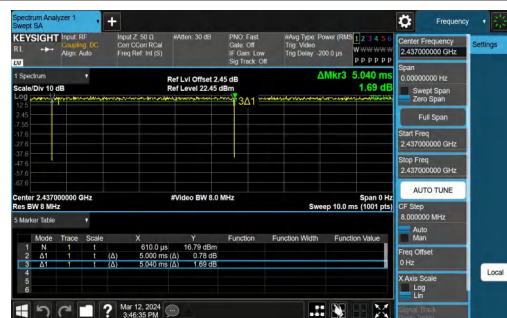 Spectrum Analyzer 1
Swept SA
Frequency
KEYSIGHT
RL
Input: RF
Coupling: DC
Align: Auto
Input Z: 50 Ω
Corr CCorr RCal
Freq Ref: Int (S)
#Atten: 30 dB
PNO: Fast
Gate: Off
IF Gain: Low
Sig Track: Off
#Avg Type: Power (RMS
Trig: Video
Trig Delay: -200.0 µs
1 2 3 4 5 6
W W W W W W
P P P P P P
LV
1 Spectrum
Scale/Div 10 dB
Ref Lvl Offset 2.45 dB
Ref Level 22.45 dBm
ΔMkr3 5.040 ms
1.69 dB
Log
12.5
2.45
-7.55
-17.6
-27.6
-37.6
-47.6
-57.6
-67.6
3Δ1
Center 2.437000000 GHz
Res BW 8 MHz
#Video BW 8.0 MHz
Span 0 Hz
Sweep 10.0 ms (1001 pts)
5 Marker Table
Mode Trace Scale X Y Function Function Width Function Value
1 N 1 t 610.0 µs 16.79 dBm
2 Δ1 1 t (Δ) 5.000 ms (Δ) 0.78 dB
3 Δ1 1 t (Δ) 5.040 ms (Δ) 1.69 dB
4
5
6
Mar 12, 2024
3:46:35 PM
Center Frequency
2.437000000 GHz
Settings
Span
0.00000000 Hz
Swept Span
Zero Span
Full Span
Start Freq
2.437000000 GHz
Stop Freq
2.437000000 GHz
AUTO TUNE
CF Step
8.000000 MHz
Auto
Man
Freq Offset
0 Hz
X Axis Scale
Log
Lin
Signal Track
Local